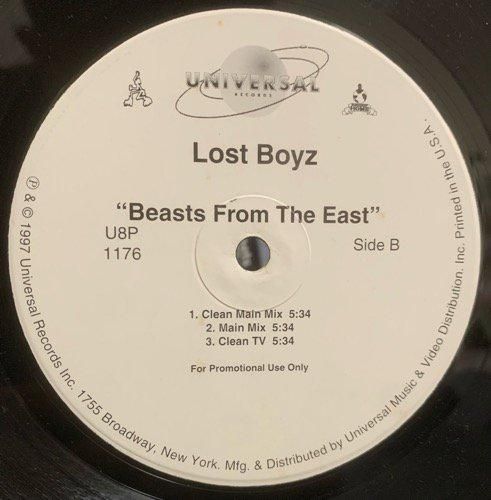 UNIVERSAL
RECORDS
Lost Boyz
“Beasts From The East”
U8P
1176
Side B
1. Clean Main Mix 5:34
2. Main Mix 5:34
3. Clean TV 5:34
For Promotional Use Only
℗ & © 1997 Universal Records Inc. 1755 Broadway, New York. Mfg. & Distributed by Universal Music & Video Distribution. Inc. Printed in the U.S.A.